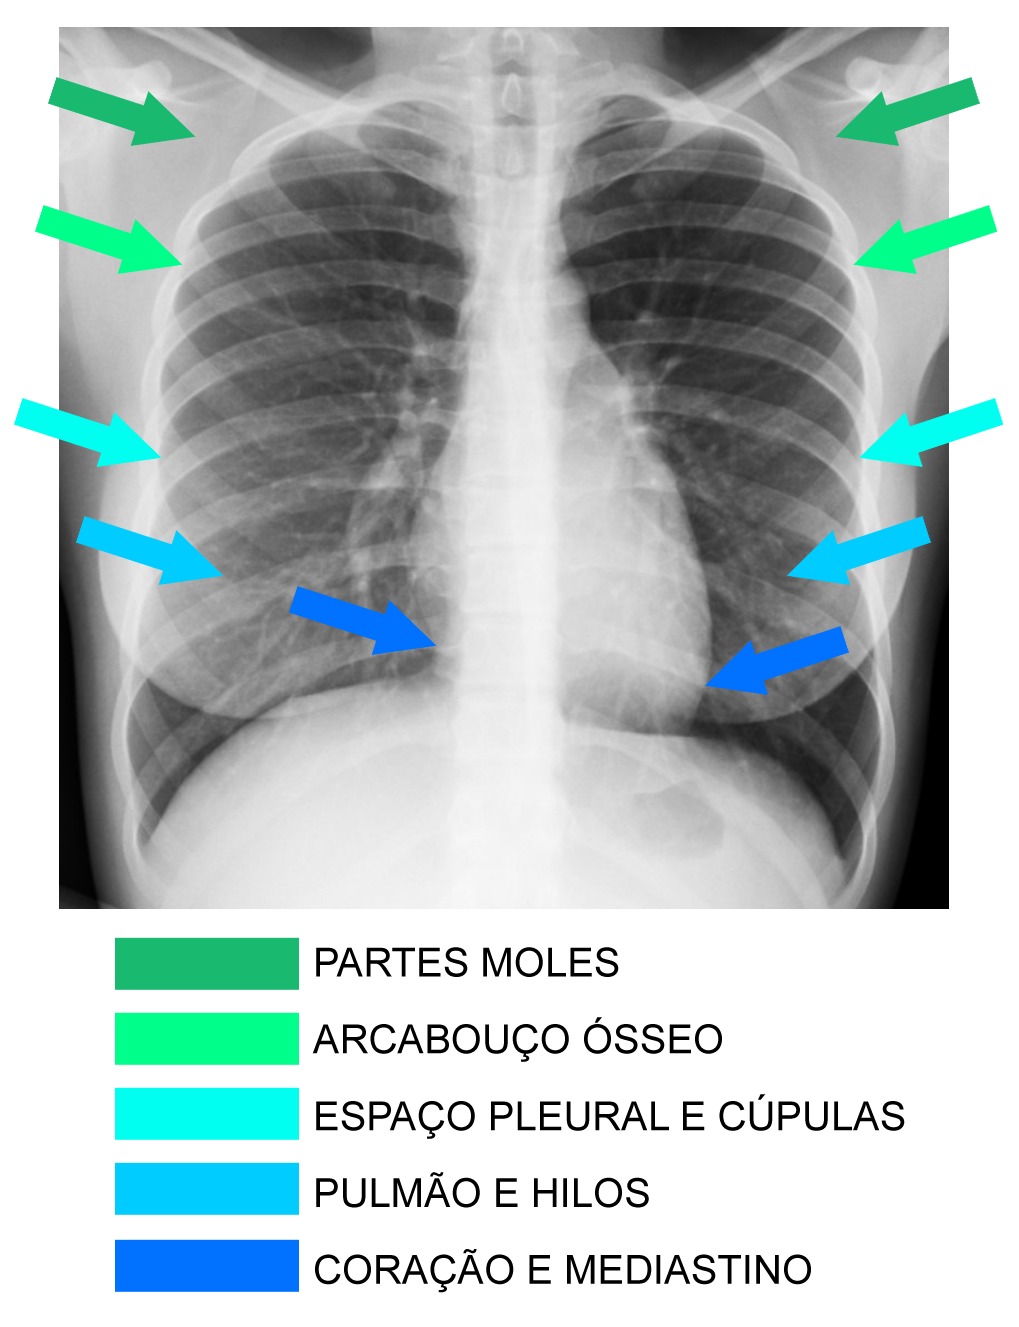 PARTES MOLES
ARCABOUÇO ÓSSEO
ESPAÇO PLEURAL E CÚPULAS
PULMÃO E HILOS
CORAÇÃO E MEDIASTINO